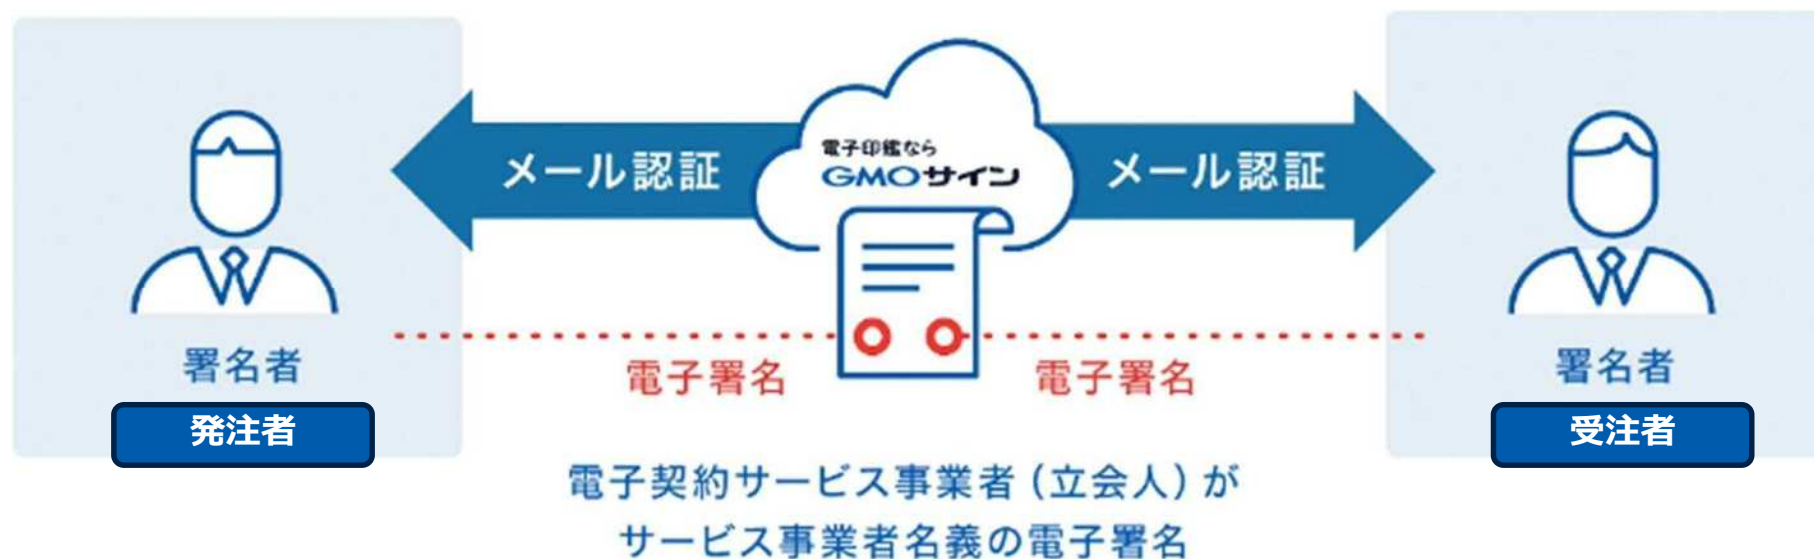 電子印鑑なら
GMOサイン
メール認証
メール認証
電子署名
電子署名
署名者
発注者
署名者
受注者
電子契約サービス事業者(立会人)が
サービス事業者名義の電子署名